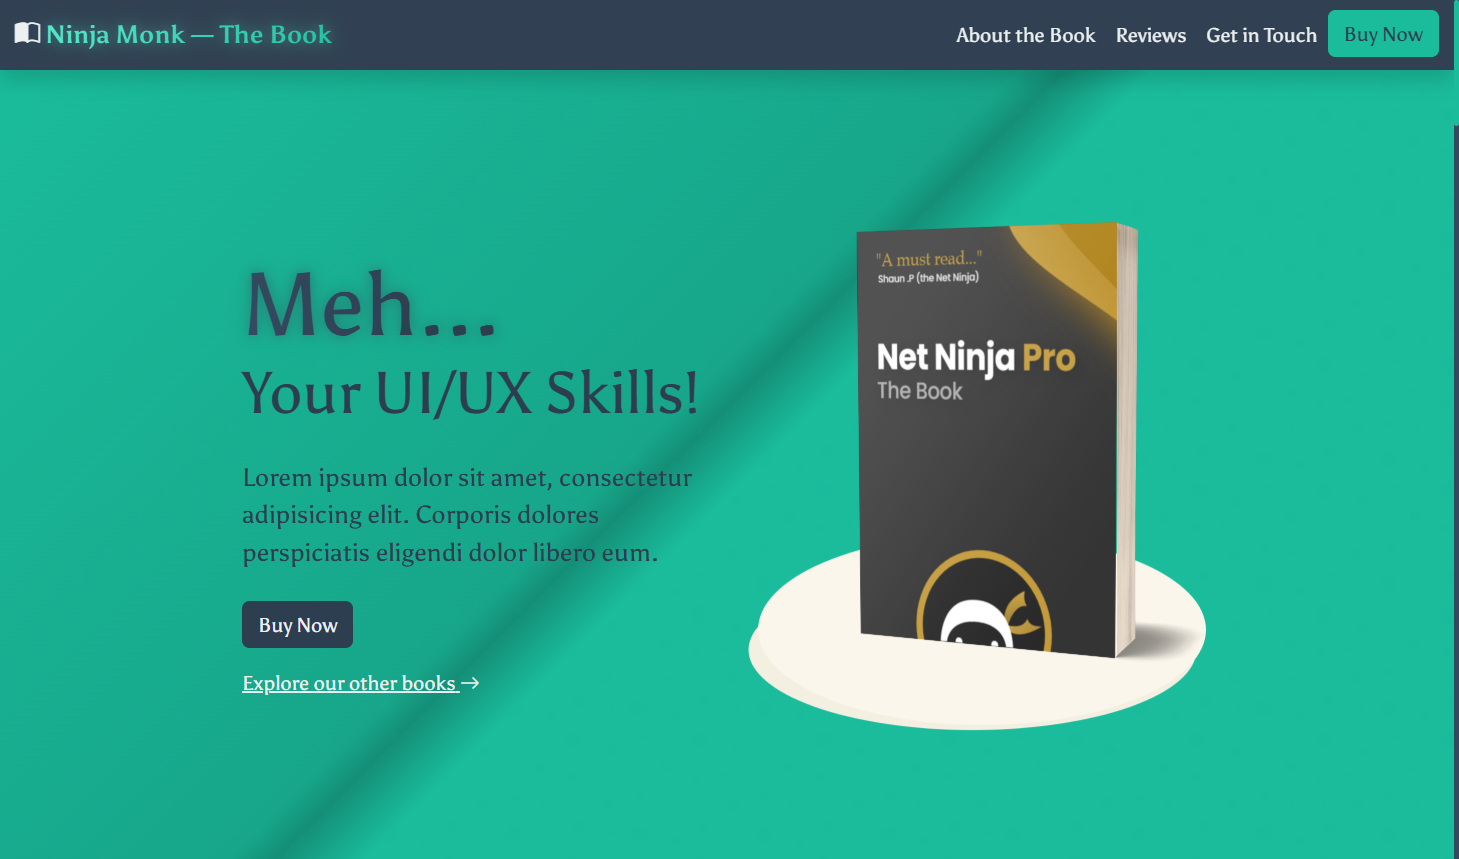 Ninja Monk — The Book
About the Book
Reviews
Get in Touch
Buy Now
Meh...
Your UI/UX Skills!
Lorem ipsum dolor sit amet, consectetur
adipisicing elit. Corporis dolores
perspiciatis eligendi dolor libero eum.
Buy Now
Explore our other books →
"A must read..."
Shaun .P (the Net Ninja)
Net Ninja Pro
The Book